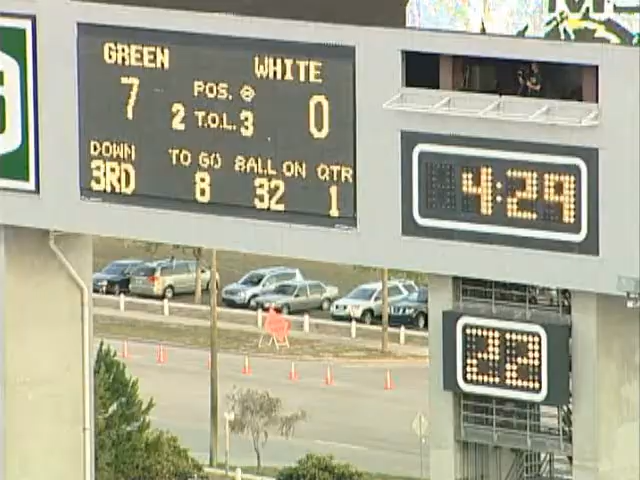 GREEN WHITE
7 POS. 0
2 T.O.L. 3
DOWN TO GO BALL ON QTR
3RD 8 32 1
4:29
22